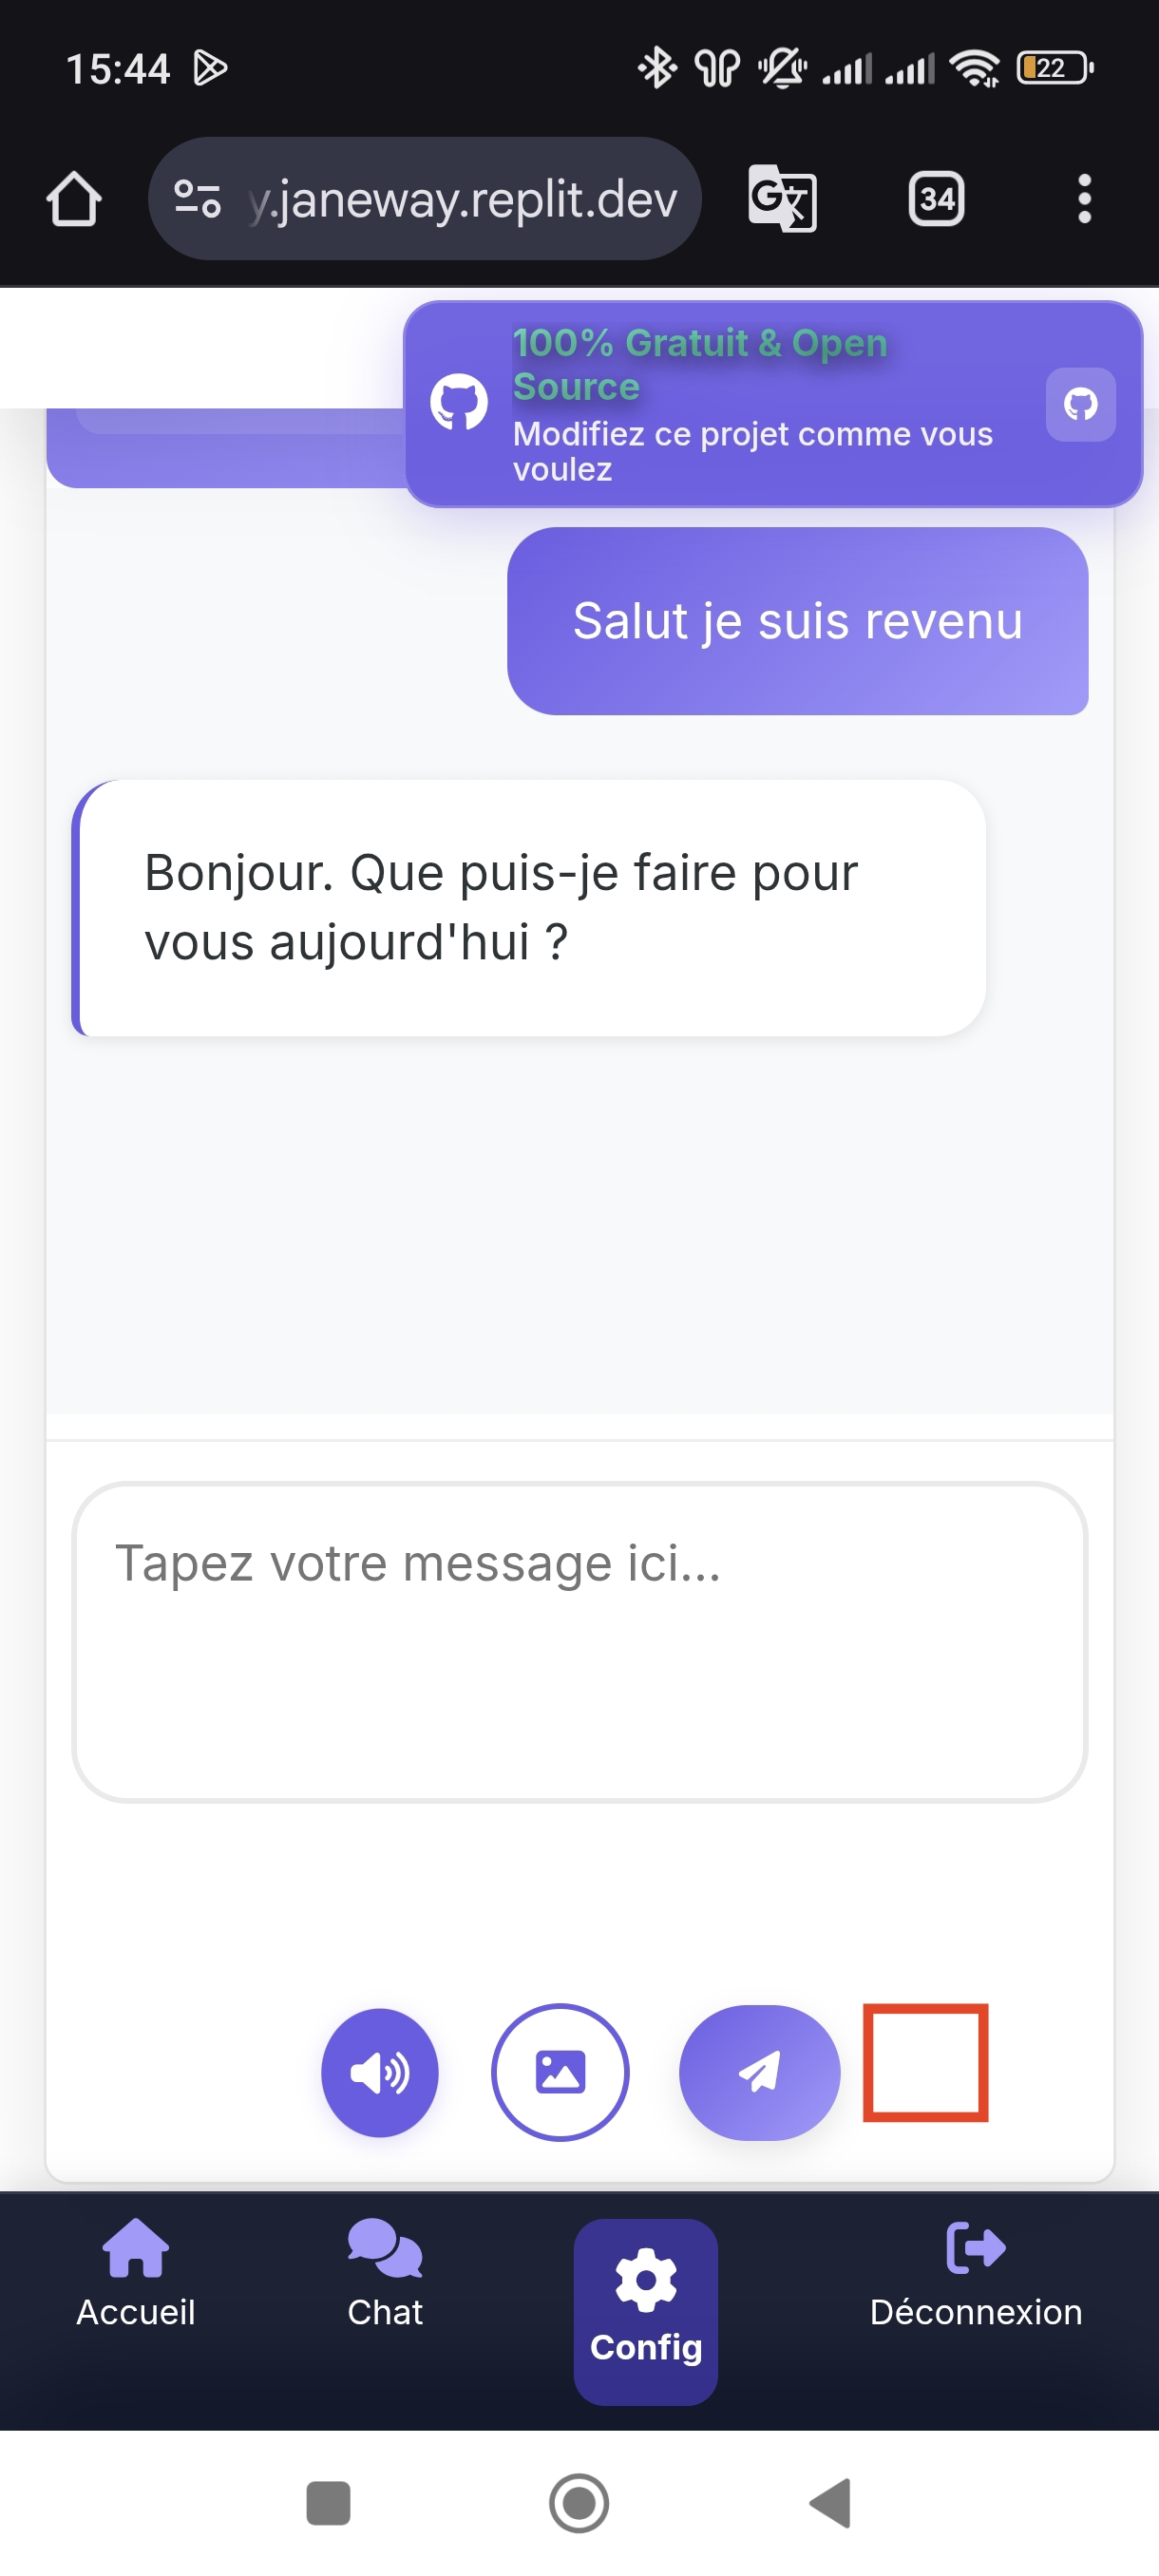 15:44
22
y.janeway.replit.dev
34
100% Gratuit & Open
Source
Modifiez ce projet comme vous
voulez
Salut je suis revenu
Bonjour. Que puis-je faire pour
vous aujourd'hui ?
Tapez votre message ici...
Accueil
Chat
Config
Déconnexion